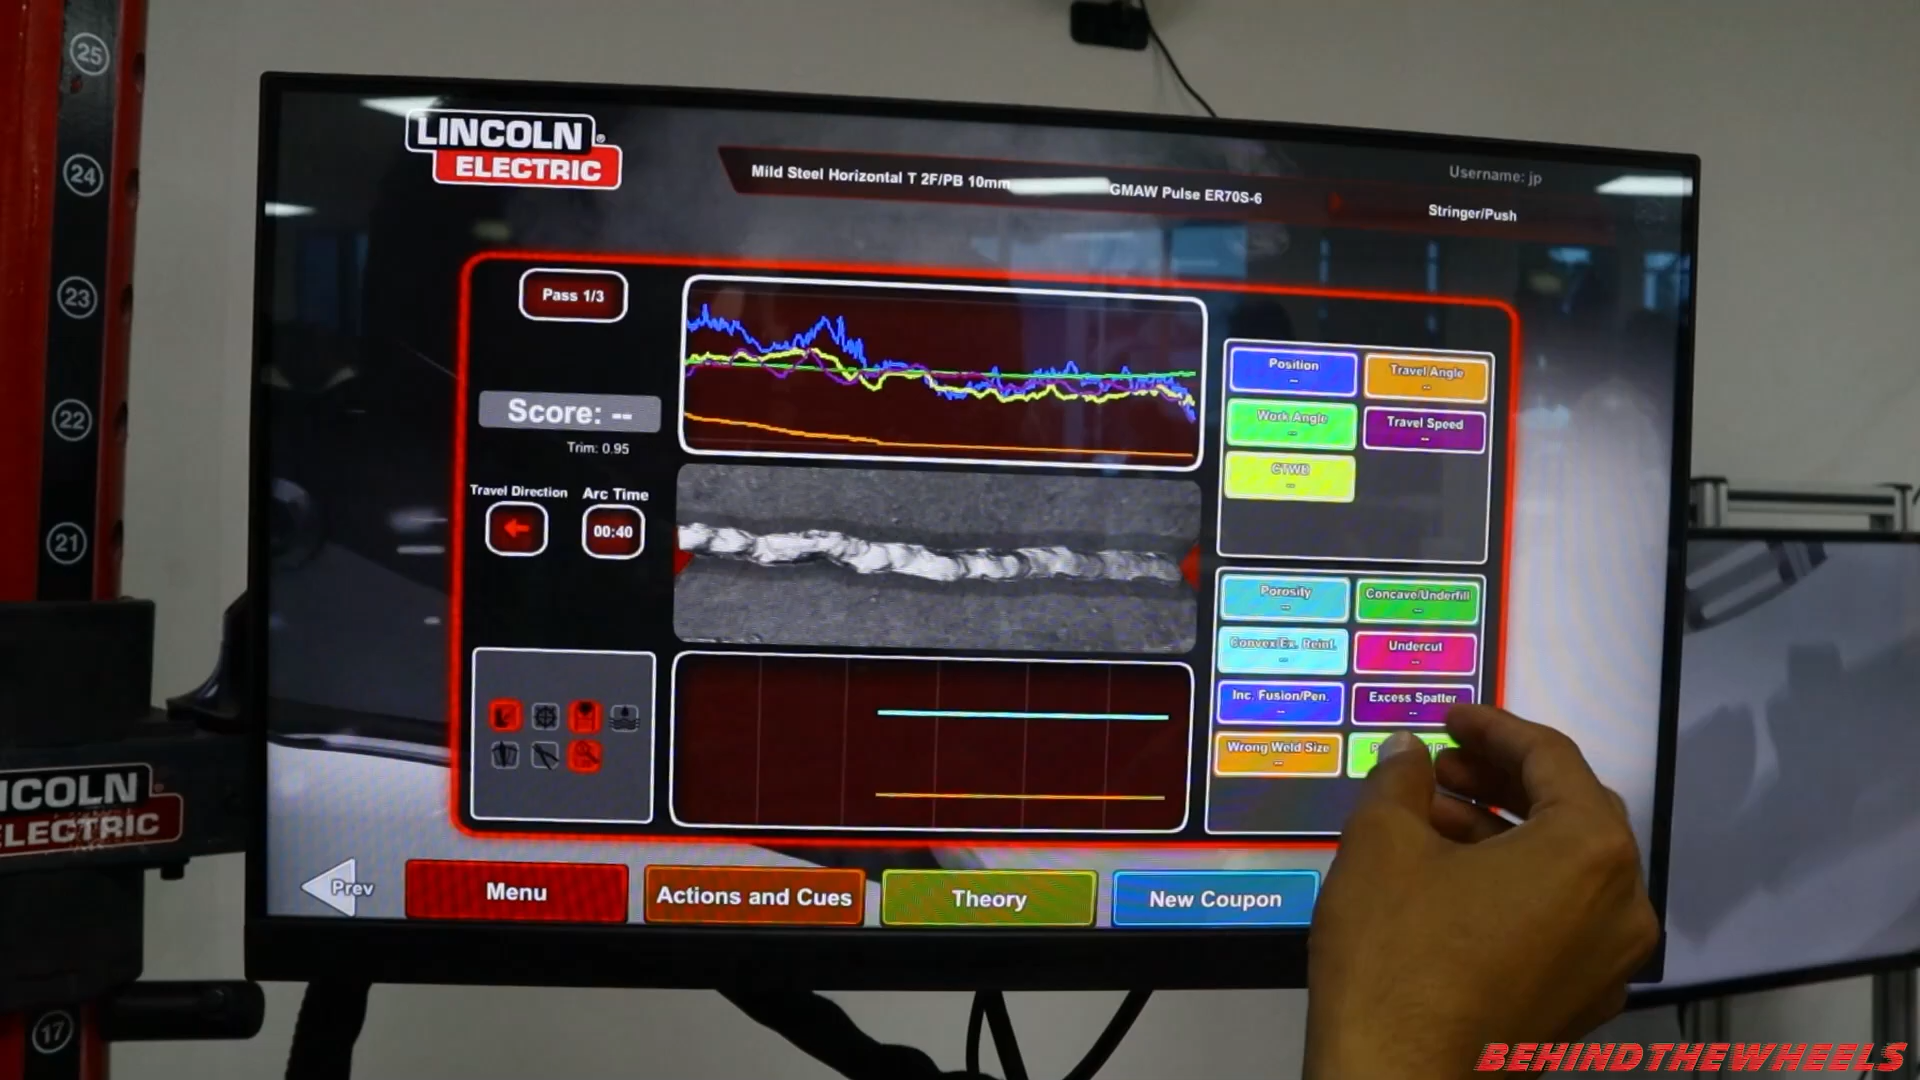 25
24
23
22
21
17
LINCOLN
ELECTRIC
Mild Steel Horizontal T 2F/PB 10mm
GMAW Pulse ER70S-6
Username: jp
Stringer/Push
Pass 1/3
Score: --
Trim: 0.95
Travel Direction
Arc Time
00:40
Position
--
Travel Angle
--
Work Angle
--
Travel Speed
--
CTWD
--
Porosity
--
Concave/Underfill
--
Convex/Ex. Reinf.
--
Undercut
--
Inc. Fusion/Pen.
--
Excess Spatter
--
Wrong Weld Size
--
Prev
Menu
Actions and Cues
Theory
New Coupon
NCOLN
ELECTRIC
BEHINDTHEWHEELS